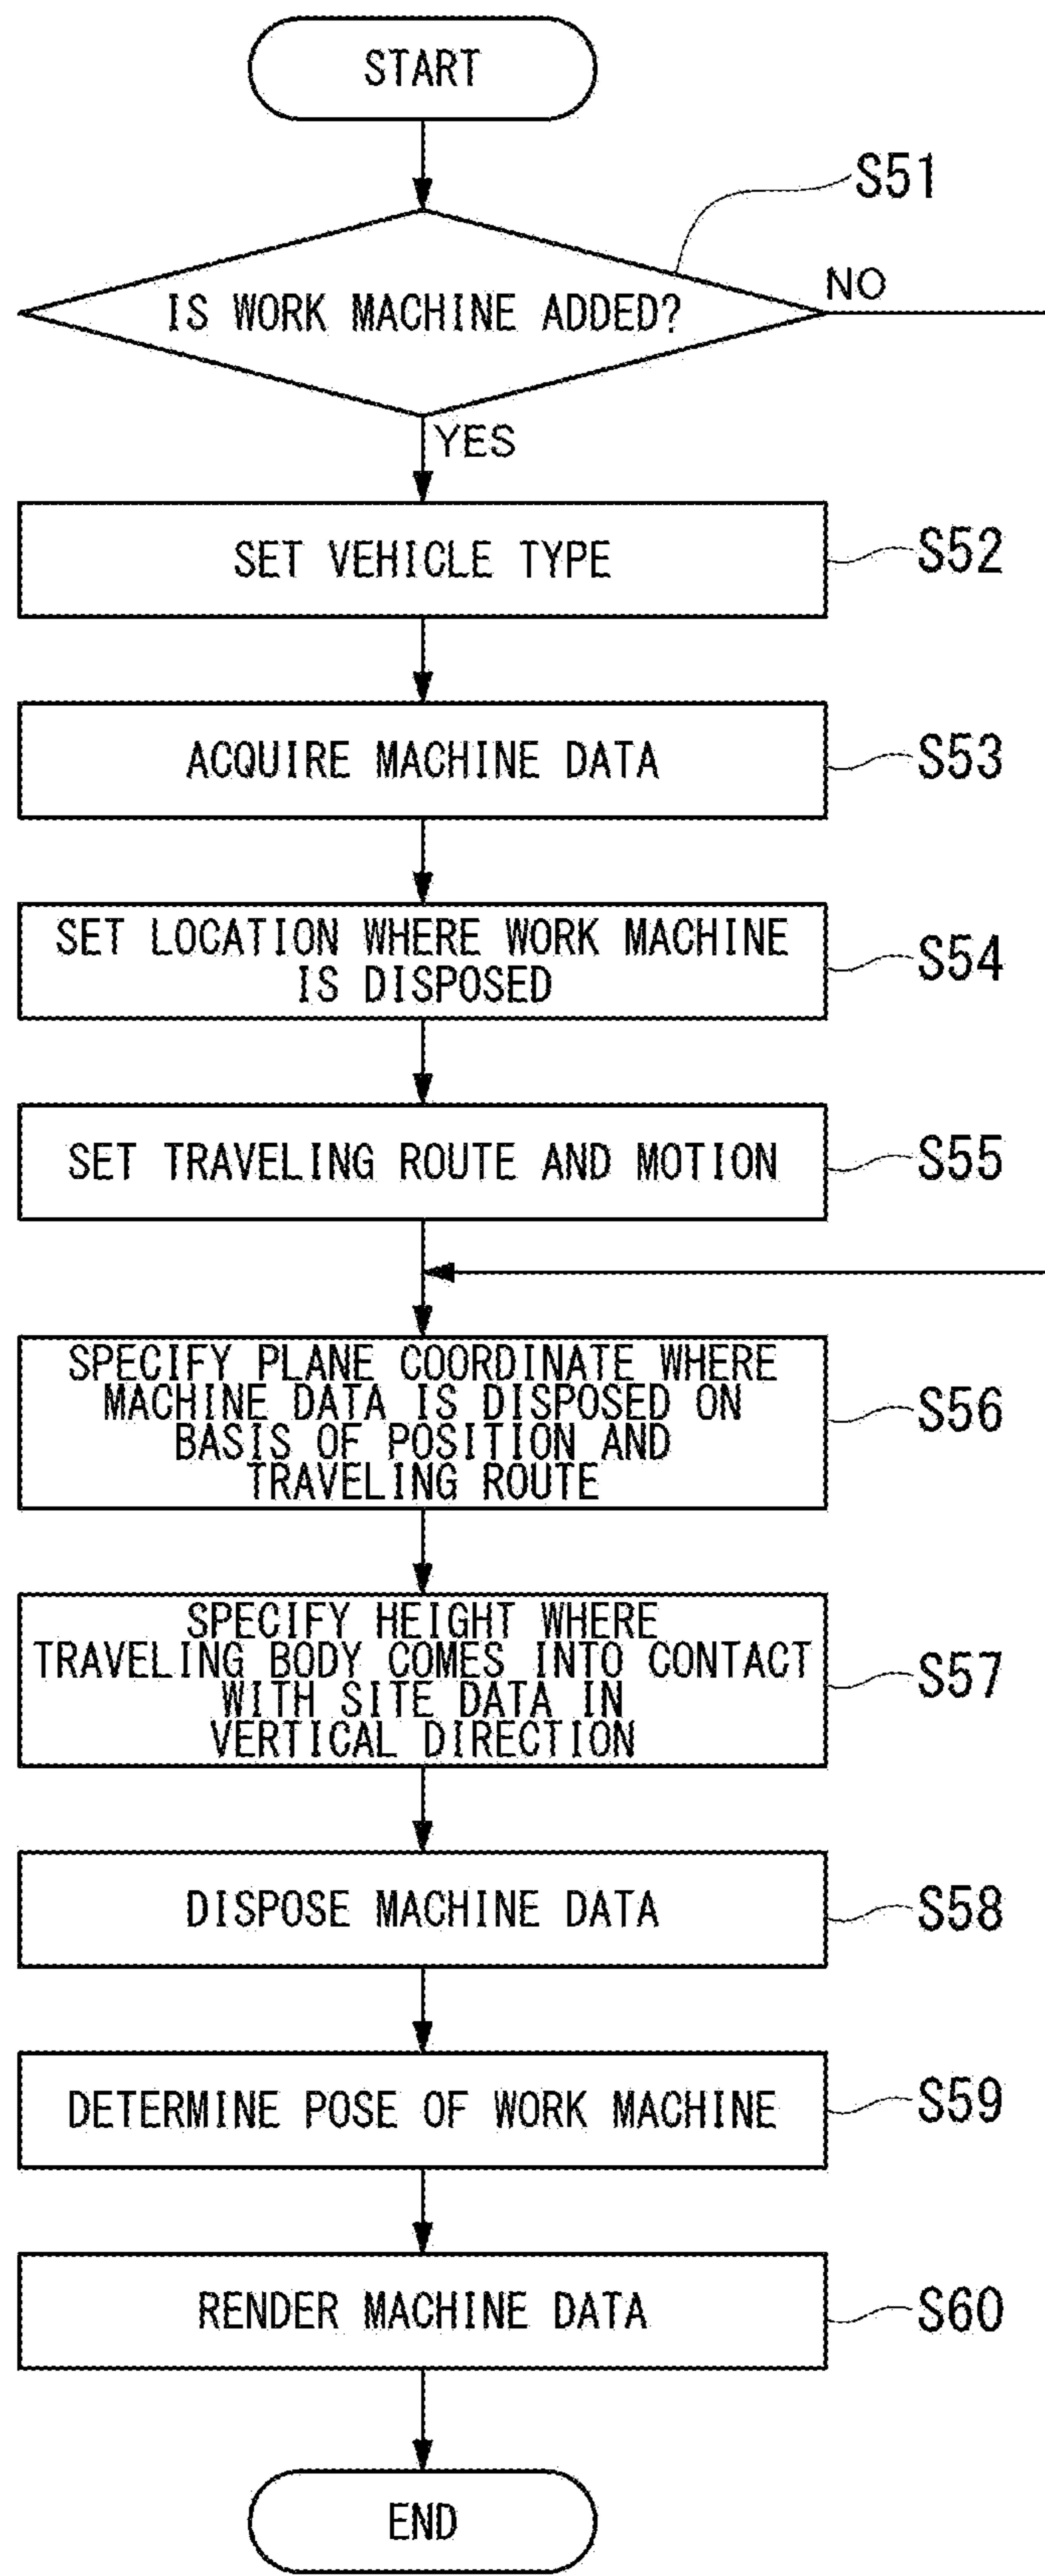 START
S51
IS WORK MACHINE ADDED?
NO
YES
SET VEHICLE TYPE
S52
ACQUIRE MACHINE DATA
S53
SET LOCATION WHERE WORK MACHINE
IS DISPOSED
S54
SET TRAVELING ROUTE AND MOTION
S55
SPECIFY PLANE COORDINATE WHERE
MACHINE DATA IS DISPOSED ON
BASIS OF POSITION AND
TRAVELING ROUTE
S56
SPECIFY HEIGHT WHERE
TRAVELING BODY COMES INTO CONTACT
WITH SITE DATA IN
VERTICAL DIRECTION
S57
DISPOSE MACHINE DATA
S58
DETERMINE POSE OF WORK MACHINE
S59
RENDER MACHINE DATA
S60
END